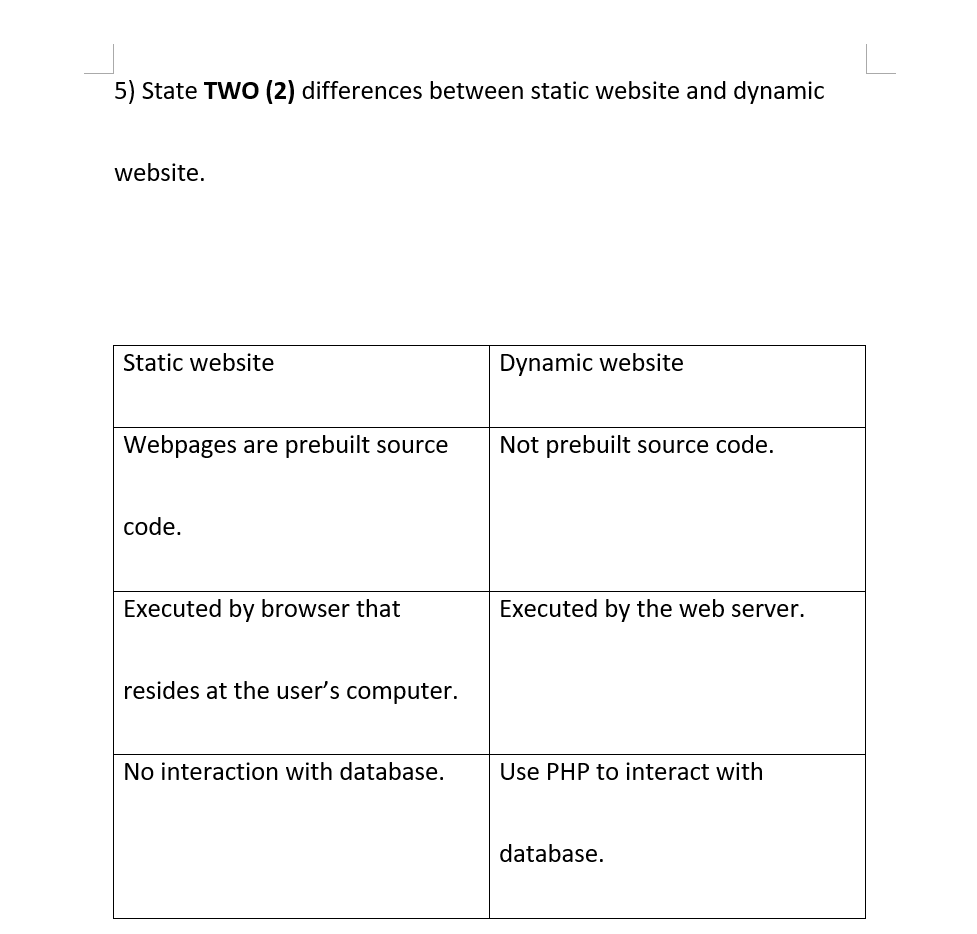 5) State TWO (2) differences between static website and dynamic
website.
Static website
Dynamic website
Webpages are prebuilt source
code.
Not prebuilt source code.
Executed by browser that
resides at the user’s computer.
Executed by the web server.
No interaction with database.
Use PHP to interact with
database.